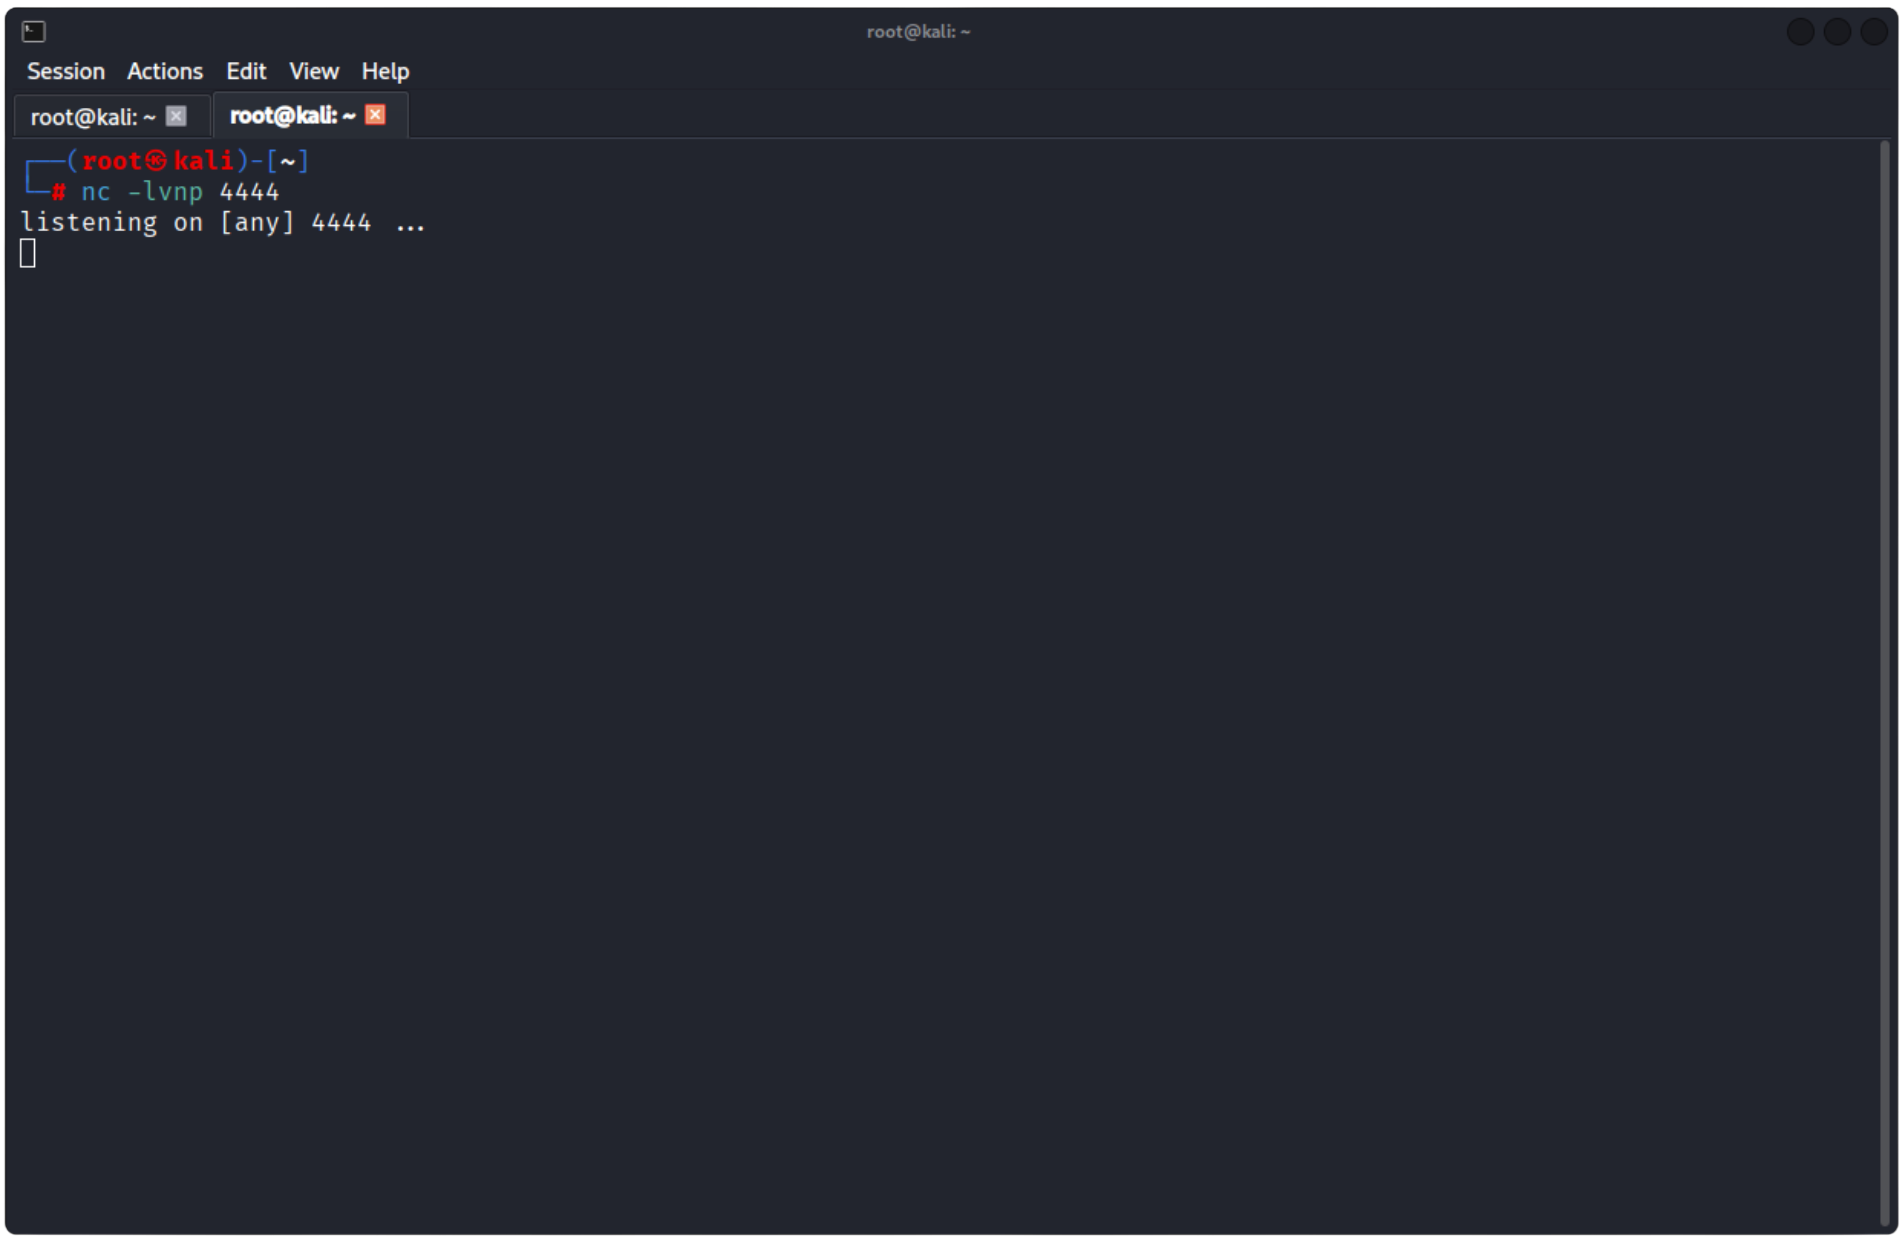 root@kali: ~
Session Actions Edit View Help
root@kali: ~ root@kali: ~
┌──(root㉿kali)-[~]
└─# nc -lvnp 4444
listening on [any] 4444 ...